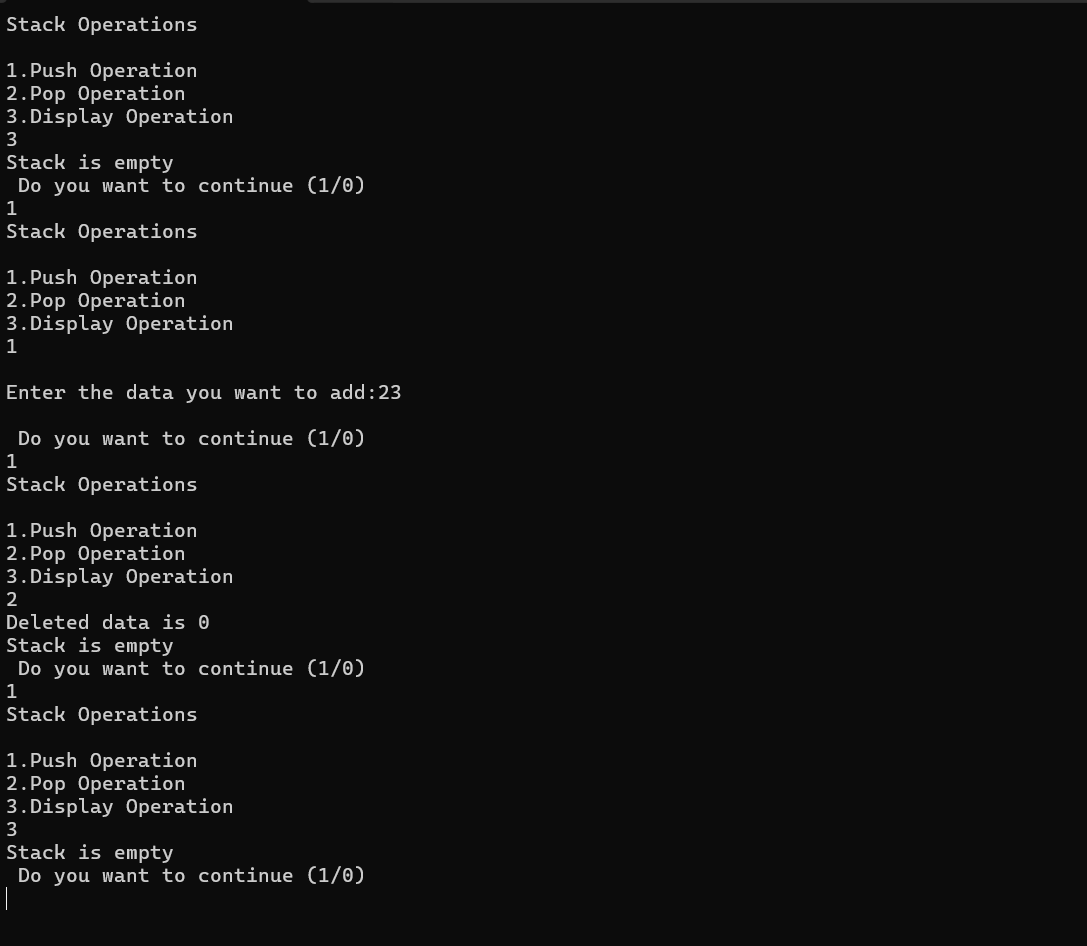 Stack Operations
1.Push Operation
2.Pop Operation
3.Display Operation
3
Stack is empty
 Do you want to continue (1/0)
1
Stack Operations
1.Push Operation
2.Pop Operation
3.Display Operation
1
Enter the data you want to add:23
 Do you want to continue (1/0)
1
Stack Operations
1.Push Operation
2.Pop Operation
3.Display Operation
2
Deleted data is 0
Stack is empty
 Do you want to continue (1/0)
1
Stack Operations
1.Push Operation
2.Pop Operation
3.Display Operation
3
Stack is empty
 Do you want to continue (1/0)